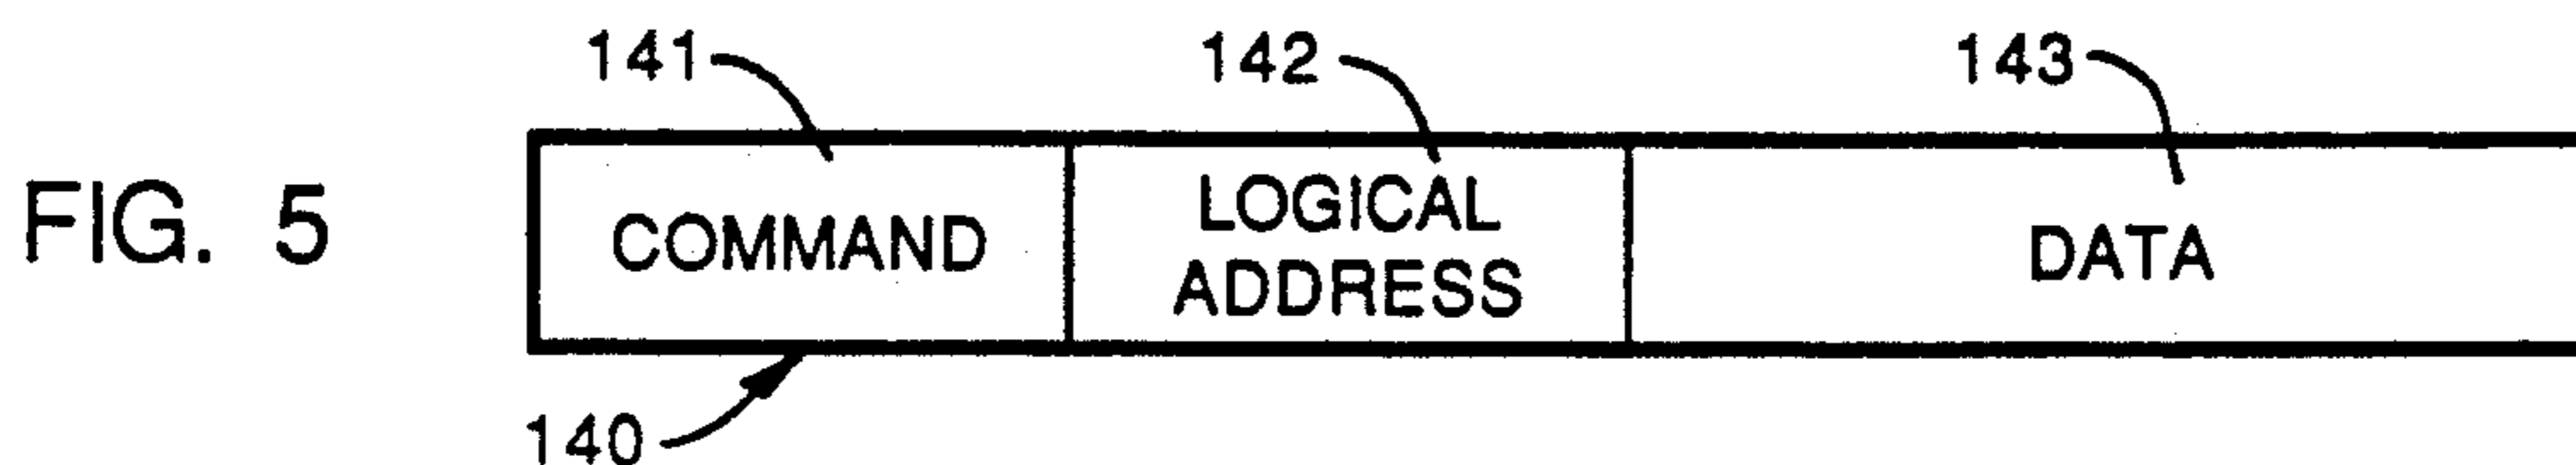 141
142
143
FIG. 5
COMMAND
LOGICAL
ADDRESS
DATA
140